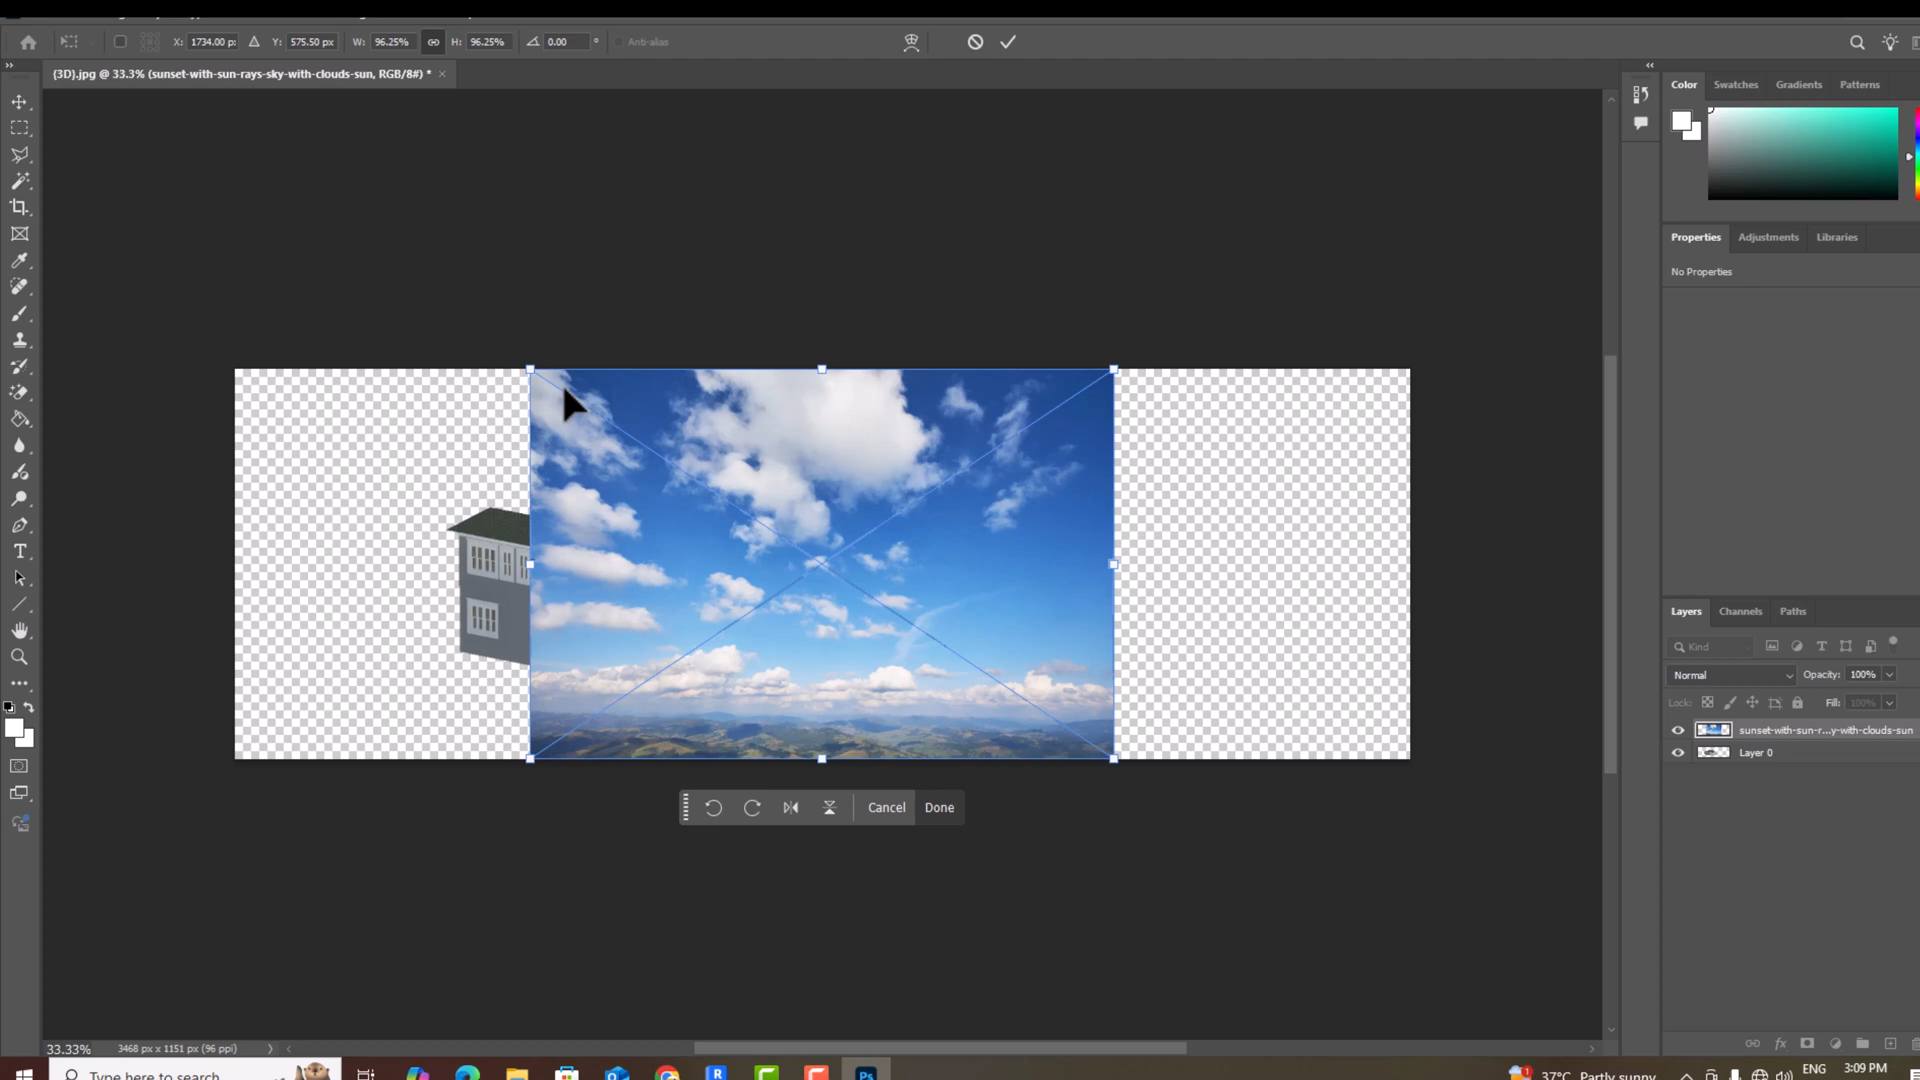 X: 1734.00 p: Y: 575.50 px W: 96.25% H: 96.25% 0.00 ° Anti-alias
{3D}.jpg @ 33.3% (sunset-with-sun-rays-sky-with-clouds-sun, RGB/8#) * ×
Color Swatches Gradients Patterns
Properties Adjustments Libraries
No Properties
Layers Channels Paths
Kind
Normal Opacity: 100%
Lock: Fill: 100%
sunset-with-sun-r...y-with-clouds-sun
Layer 0
Cancel Done
33.33% 3468 px x 1151 px (96 ppi)
Type here to search 37°C Partly sunny ENG 3:09 PM